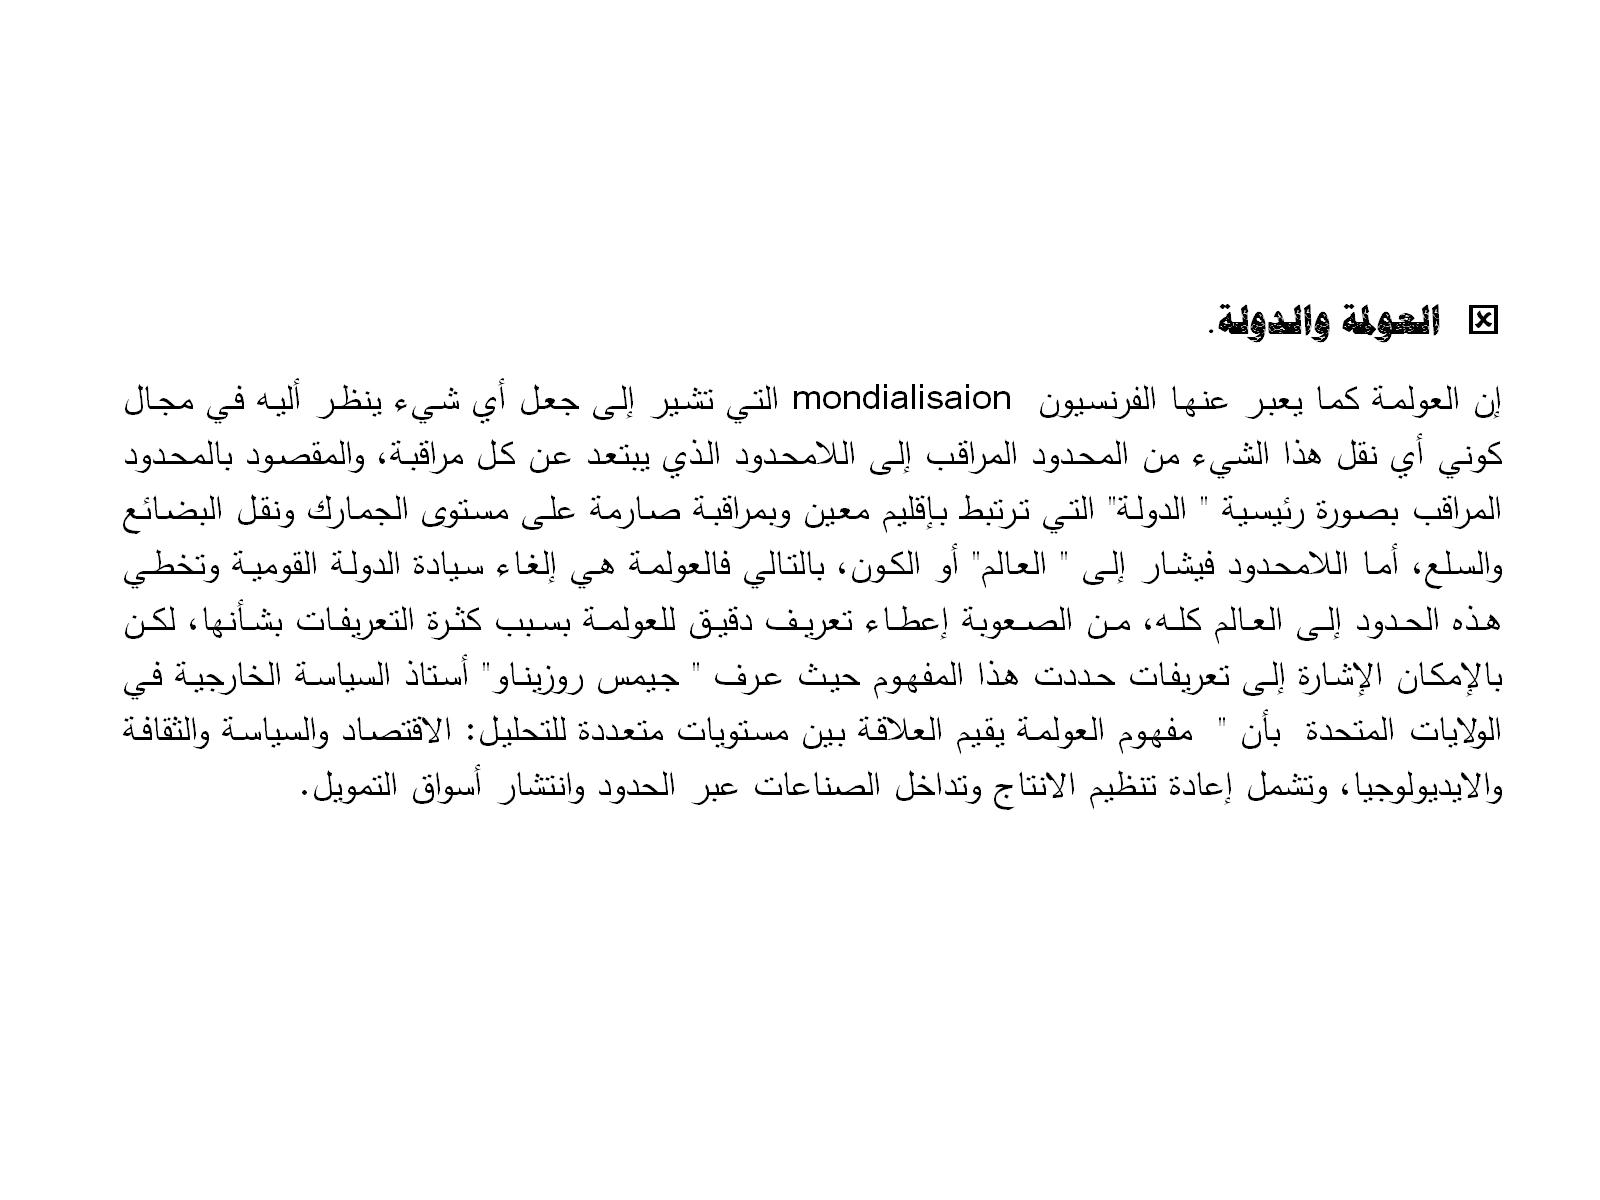 العولمة والدولة.
إن العولمة كما يعبر عنها الفرنسيون mondialisaion التي تشير إلى جعل أي شيء ينظر أليه في مجال
كوني أي نقل هذا الشيء من المحدود المراقب إلى اللامحدود الذي يبتعد عن كل مراقبة، والمقصود بالمحدود
المراقب بصورة رئيسية " الدولة" التي ترتبط بإقليم معين وبمراقبة صارمة على مستوى الجمارك ونقل البضائع
والسلع، أما اللامحدود فيشار إلى " العالم" أو الكون، بالتالي فالعولمة هي إلغاء سيادة الدولة القومية وتخطي
هذه الحدود إلى العالم كله، من الصعوبة إعطاء تعريف دقيق للعولمة بسبب كثرة التعريفات بشأنها، لكن
بالإمكان الإشارة إلى تعريفات حددت هذا المفهوم حيث عرف " جيمس روزيناو" أستاذ السياسة الخارجية في
الولايات المتحدة بأن " مفهوم العولمة يقيم العلاقة بين مستويات متعددة للتحليل: الاقتصاد والسياسة والثقافة
والايديولوجيا، وتشمل إعادة تنظيم الانتاج وتداخل الصناعات عبر الحدود وانتشار أسواق التمويل.